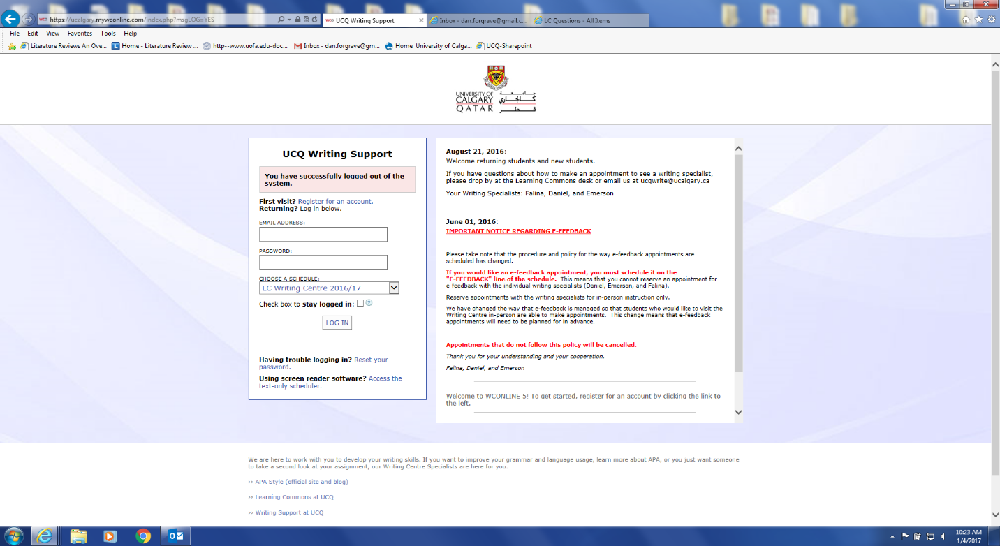 https://ucalgary.mywconline.com/index.php?msgLOG=YES
WCO UCQ Writing Support
Inbox - dan.forgrave@gmail.c...
LC Questions - All Items
File Edit View Favorites Tools Help
Literature Reviews An Ove... Home - Literature Review ... http--www.uofa.edu-doc... Inbox - dan.forgrave@gm... Home University of Calga... UCQ-Sharepoint
UNIVERSITY OF جامعة
CALGARY كالجاري
QATAR قطر
UCQ Writing Support
You have successfully logged out of the
system.
First visit? Register for an account.
Returning? Log in below.
EMAIL ADDRESS:
PASSWORD:
CHOOSE A SCHEDULE:
LC Writing Centre 2016/17
Check box to stay logged in: ?
LOG IN
Having trouble logging in? Reset your
password.
Using screen reader software? Access the
text-only scheduler.
August 21, 2016:
Welcome returning students and new students.
If you have questions about how to make an appointment to see a writing specialist,
please drop by at the Learning Commons desk or email us at ucqwrite@ucalgary.ca
Your Writing Specialists: Falina, Daniel, and Emerson
June 01, 2016:
IMPORTANT NOTICE REGARDING E-FEEDBACK
Please take note that the procedure and policy for the way e-feedback appointments are
scheduled has changed.
If you would like an e-feedback appointment, you must schedule it on the
"E-FEEDBACK" line of the schedule. This means that you cannot reserve an appointment for
e-feedback with the individual writing specialists (Daniel, Emerson, and Falina).
Reserve appointments with the writing specialists for in-person instruction only.
We have changed the way that e-feedback is managed so that students who would like to visit the
Writing Centre in-person are able to make appointments. This change means that e-feedback
appointments will need to be planned for in advance.
Appointments that do not follow this policy will be cancelled.
Thank you for your understanding and your cooperation.
Falina, Daniel, and Emerson
Welcome to WCONLINE 5! To get started, register for an account by clicking the link to
the left.
We are here to work with you to develop your writing skills. If you want to improve your grammar and language usage, learn more about APA, or you just want someone
to take a second look at your assignment, our Writing Centre Specialists are here for you.
>> APA Style (official site and blog)
>> Learning Commons at UCQ
>> Writing Support at UCQ
10:23 AM
1/4/2017